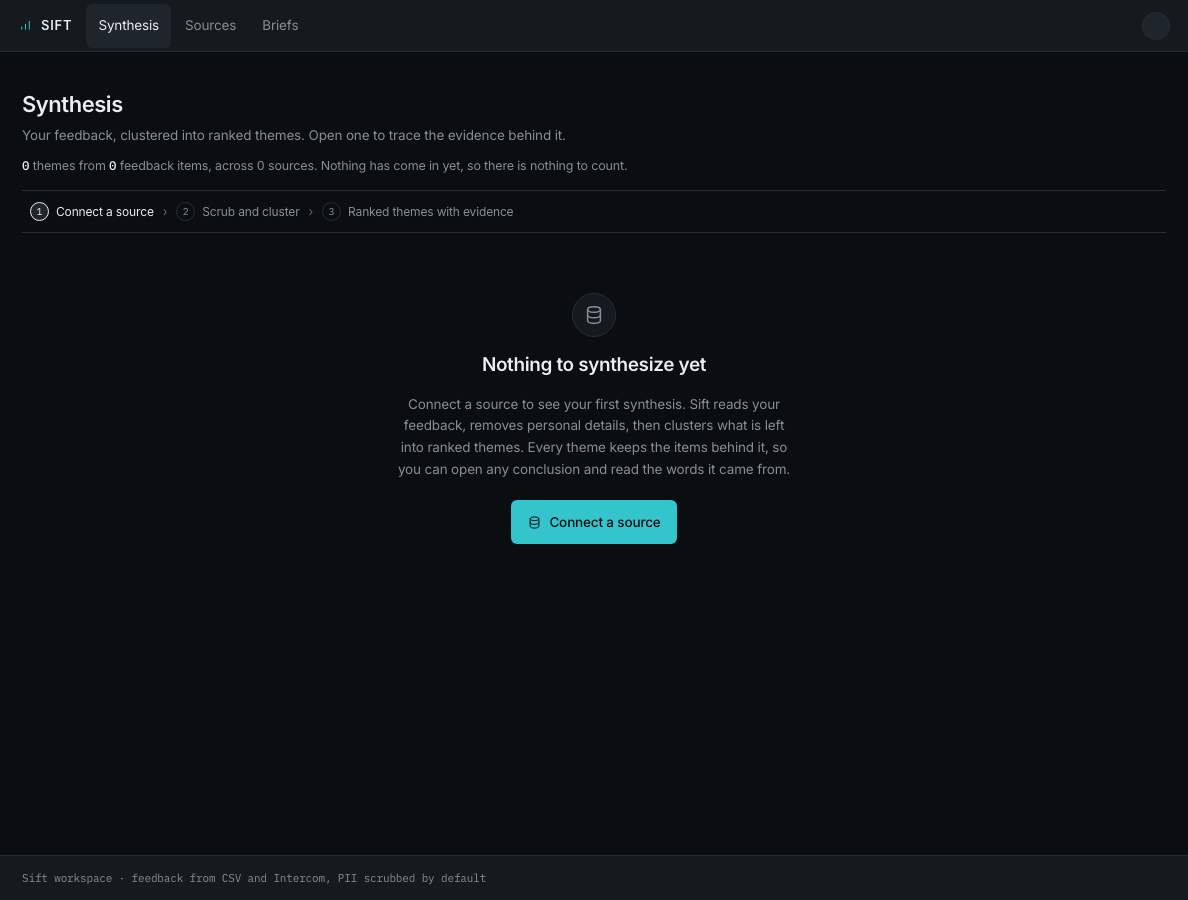 SIFT Synthesis Sources Briefs
Synthesis
Your feedback, clustered into ranked themes. Open one to trace the evidence behind it.
0 themes from 0 feedback items, across 0 sources. Nothing has come in yet, so there is nothing to count.
1 Connect a source › 2 Scrub and cluster › 3 Ranked themes with evidence
Nothing to synthesize yet
Connect a source to see your first synthesis. Sift reads your
feedback, removes personal details, then clusters what is left
into ranked themes. Every theme keeps the items behind it, so
you can open any conclusion and read the words it came from.
Connect a source
Sift workspace · feedback from CSV and Intercom, PII scrubbed by default